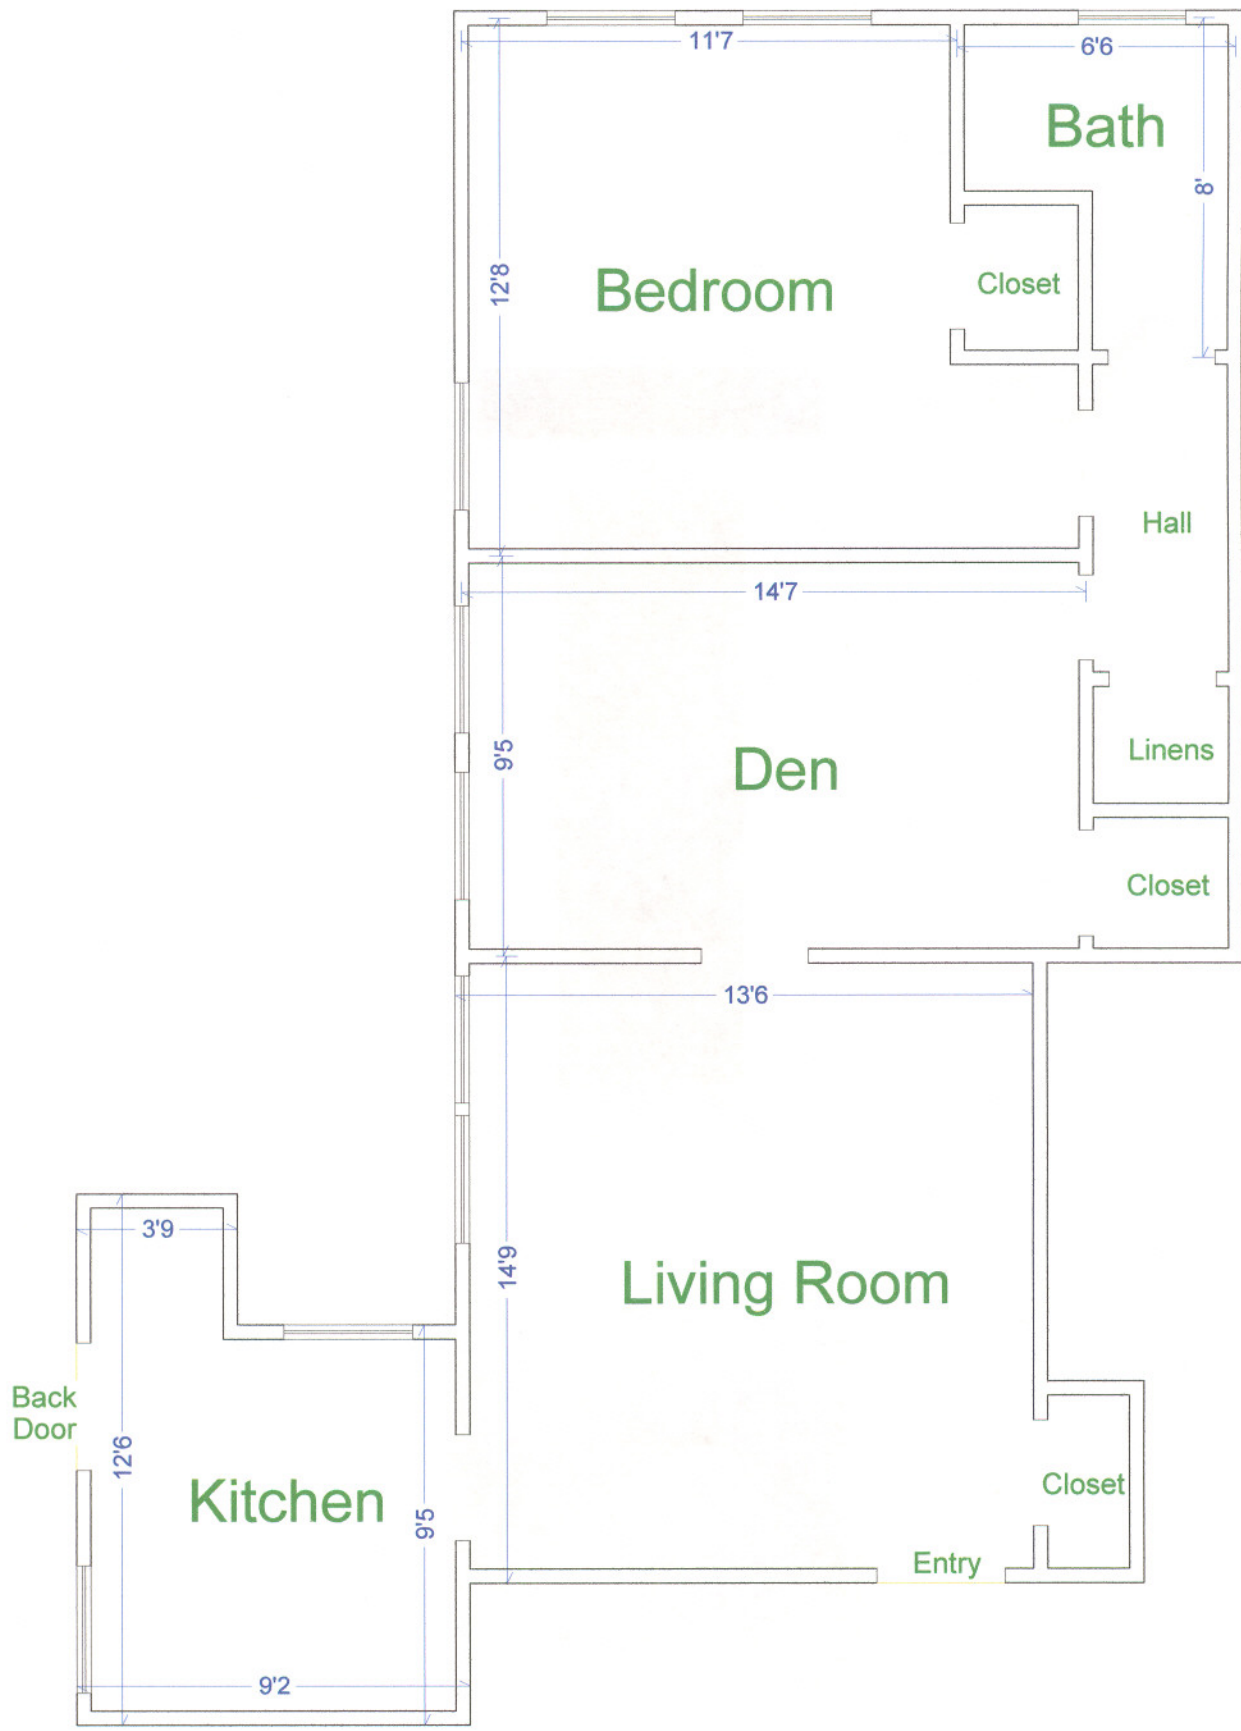 11'7
6'6
Bath
8'
12'8
Bedroom
Closet
Hall
14'7
9'5
Den
Linens
Closet
13'6
3'9
14'9
Living Room
Back
Door
12'6
Kitchen
9'5
Closet
Entry
9'2